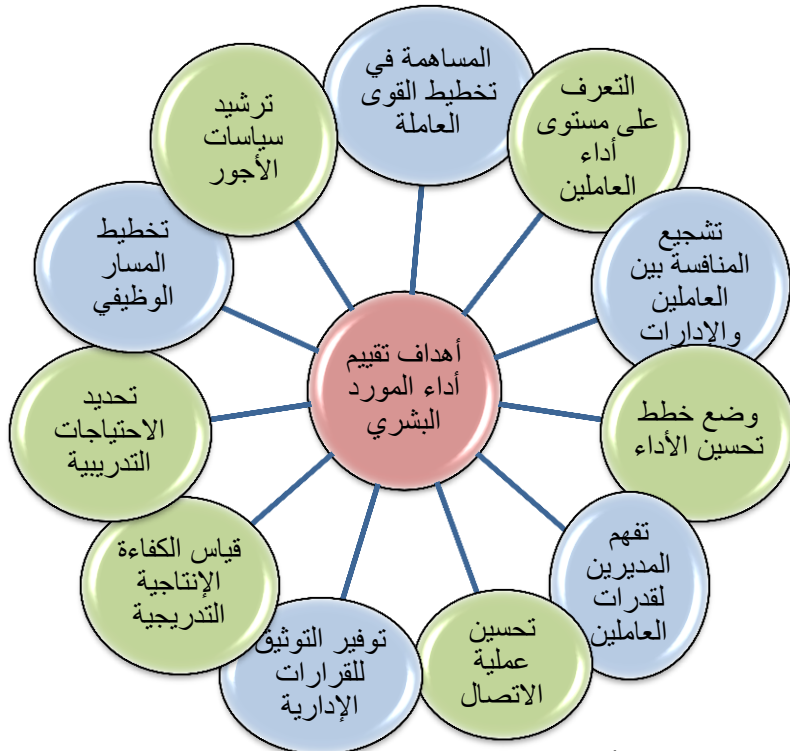 المساهمة في
تخطيط القوى
العاملة
التعرف
على مستوى
أداء
العاملين
تشجيع
المنافسة بين
العاملين
والإدارات
وضع خطط
تحسين الأداء
تفهم
المديرين
لقدرات
العاملين
تحسين
عملية
الاتصال
توفير التوثيق
للقرارات
الإدارية
قياس الكفاءة
الإنتاجية
التدريجية
تحديد
الاحتياجات
التدريبية
تخطيط
المسار
الوظيفي
ترشيد
سياسات
الأجور
أهداف تقييم
أداء المورد
البشري